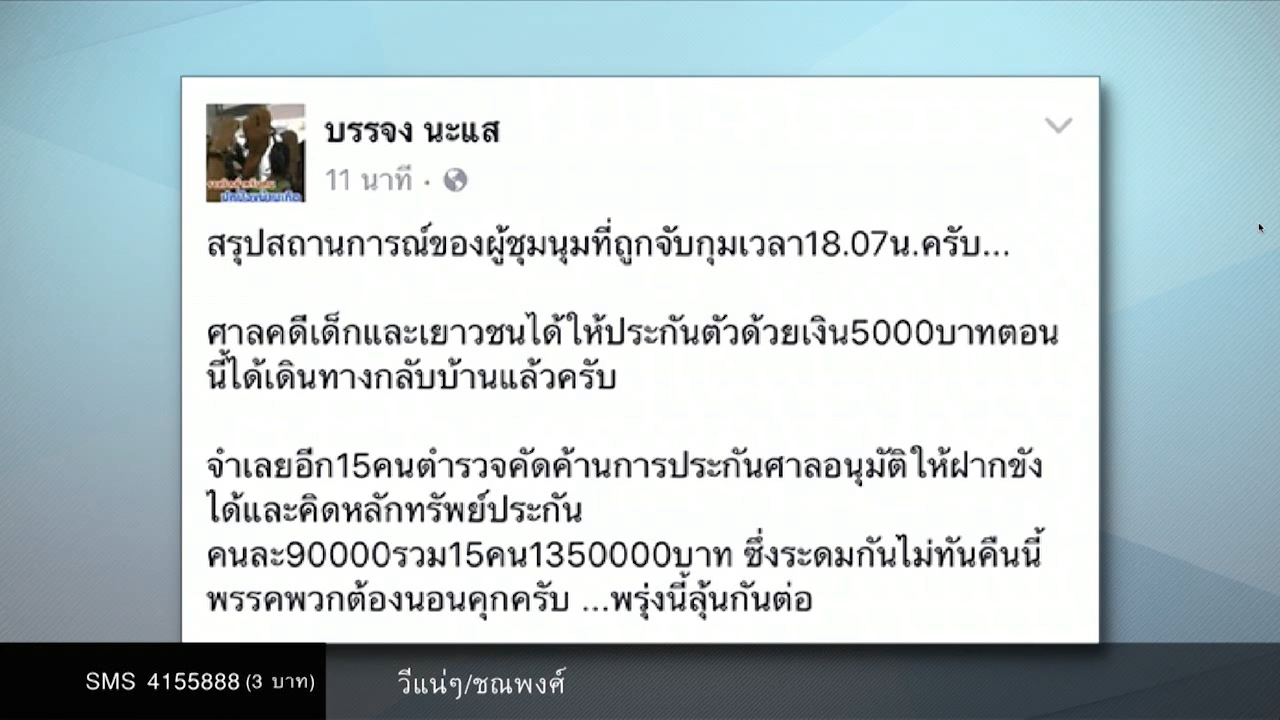 บรรจง นะแส
11 นาที ·
สรุปสถานการณ์ของผู้ชุมนุมที่ถูกจับกุมเวลา18.07น.ครับ...
ศาลคดีเด็กและเยาวชนได้ให้ประกันตัวด้วยเงิน5000บาทตอน
นี้ได้เดินทางกลับบ้านแล้วครับ
จำเลยอีก15คนตำรวจคัดค้านการประกันศาลอนุมัติให้ฝากขัง
ได้และคิดหลักทรัพย์ประกัน
คนละ90000รวม15คน1350000บาท ซึ่งระดมกันไม่ทันคืนนี้
พรรคพวกต้องนอนคุกครับ ...พรุ่งนี้ลุ้นกันต่อ
SMS 4155888 (3 บาท)
วีแน่ๆ/ชณพงศ์